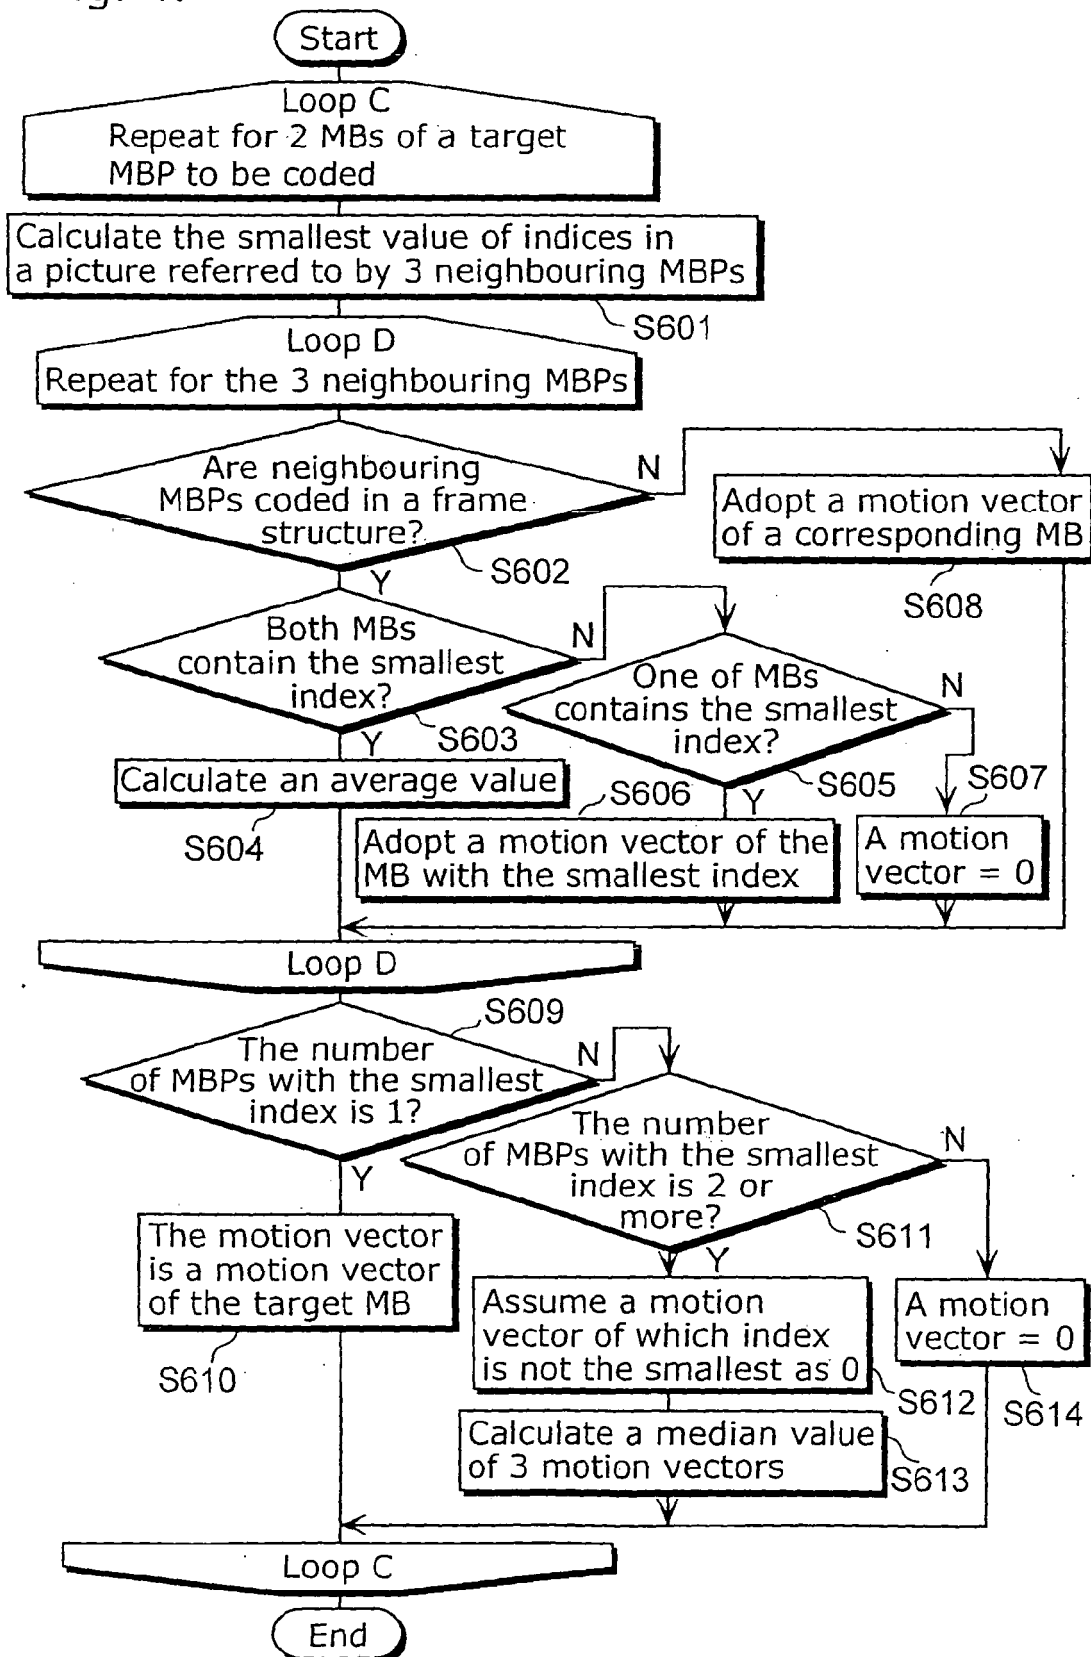 Start
Loop C
Repeat for 2 MBs of a target
MBP to be coded
Calculate the smallest value of indices in
a picture referred to by 3 neighbouring MBPs
S601
Loop D
Repeat for the 3 neighbouring MBPs
Are neighbouring
MBPs coded in a frame
structure?
N
Y
S602
Adopt a motion vector
of a corresponding MB
S608
Both MBs
contain the smallest
index?
N
Y
S603
One of MBs
contains the smallest
index?
N
Y
S605
Calculate an average value
S604
S606
Adopt a motion vector of the
MB with the smallest index
S607
A motion
vector = 0
Loop D
S609
The number
of MBPs with the smallest
index is 1?
N
Y
The number
of MBPs with the smallest
index is 2 or
more?
N
Y
S611
The motion vector
is a motion vector
of the target MB
S610
Assume a motion
vector of which index
is not the smallest as 0
S612
A motion
vector = 0
S614
Calculate a median value
of 3 motion vectors
S613
Loop C
End